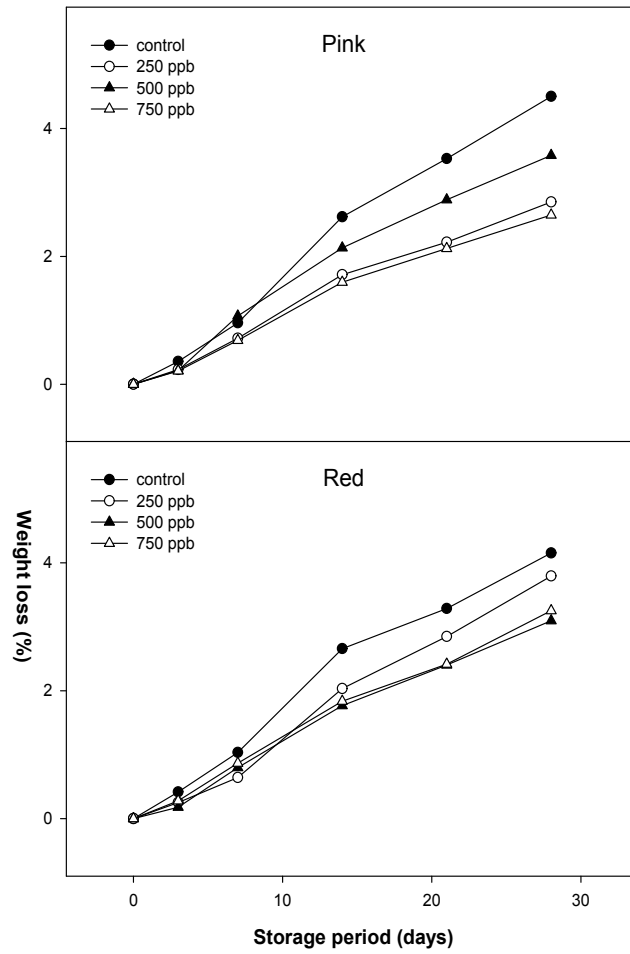 Pink
control
250 ppb
500 ppb
750 ppb
4
2
0
Red
control
250 ppb
500 ppb
750 ppb
Weight loss (%)
4
2
0
0 10 20 30
Storage period (days)